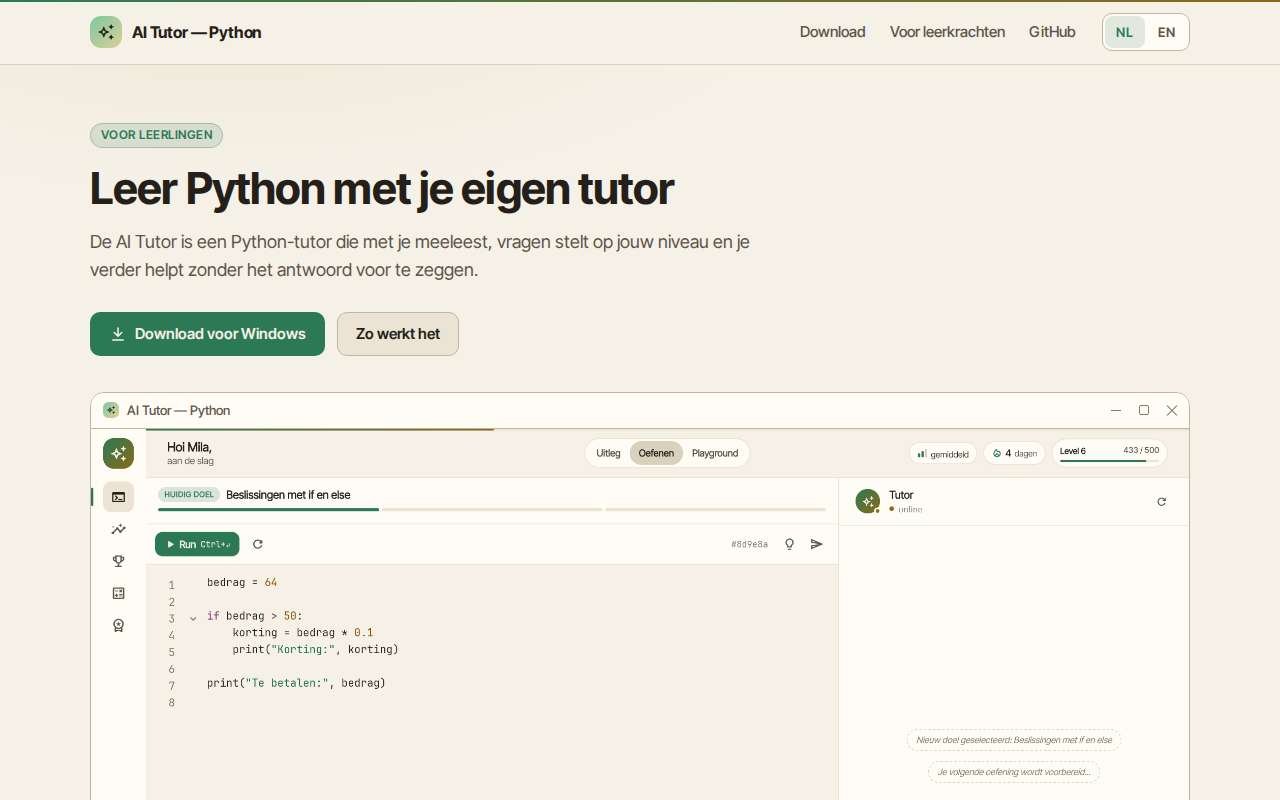 AI Tutor — Python
Download
Voor leerkrachten
GitHub
NL
EN
VOOR LEERLINGEN
Leer Python met je eigen tutor
De AI Tutor is een Python-tutor die met je meeleest, vragen stelt op jouw niveau en je
verder helpt zonder het antwoord voor te zeggen.
Download voor Windows
Zo werkt het
AI Tutor — Python
Hoi Mila,
aan de slag
Uitleg
Oefenen
Playground
gemiddeld
4 dagen
Level 6
433 / 500
HUIDIG DOEL
Beslissingen met if en else
Tutor
online
Run Ctrl+↵
#8d9e8a
1 bedrag = 64
2
3 if bedrag > 50:
4     korting = bedrag * 0.1
5     print("Korting:", korting)
6
7 print("Te betalen:", bedrag)
8
Nieuw doel geselecteerd: Beslissingen met if en else
Je volgende oefening wordt voorbereid...